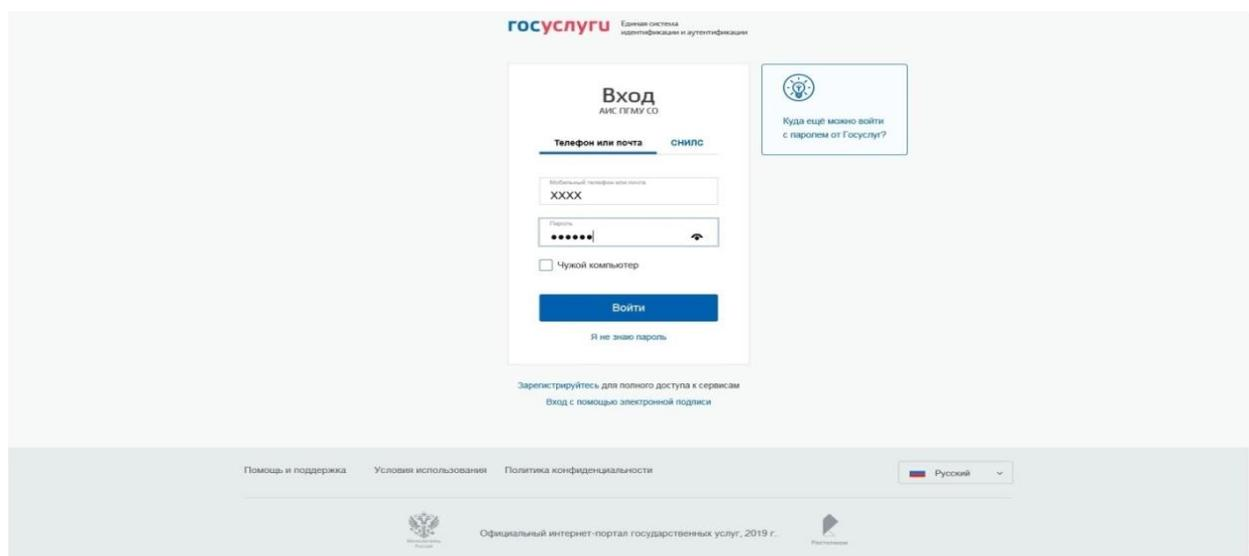 госуслуги
Единая система
идентификации и аутентификации
Вход
АИС ПГМУ СО
Телефон или почта СНИЛС
Мобильный телефон или почта
XXXX
Пароль
••••••
Чужой компьютер
Войти
Я не знаю пароль
Куда ещё можно войти
с паролем от Госуслуг?
Зарегистрируйтесь для полного доступа к сервисам
Вход с помощью электронной подписи
Помощь и поддержка Условия использования Политика конфиденциальности
Русский
Официальный интернет-портал государственных услуг, 2019 г.
Ростелеком